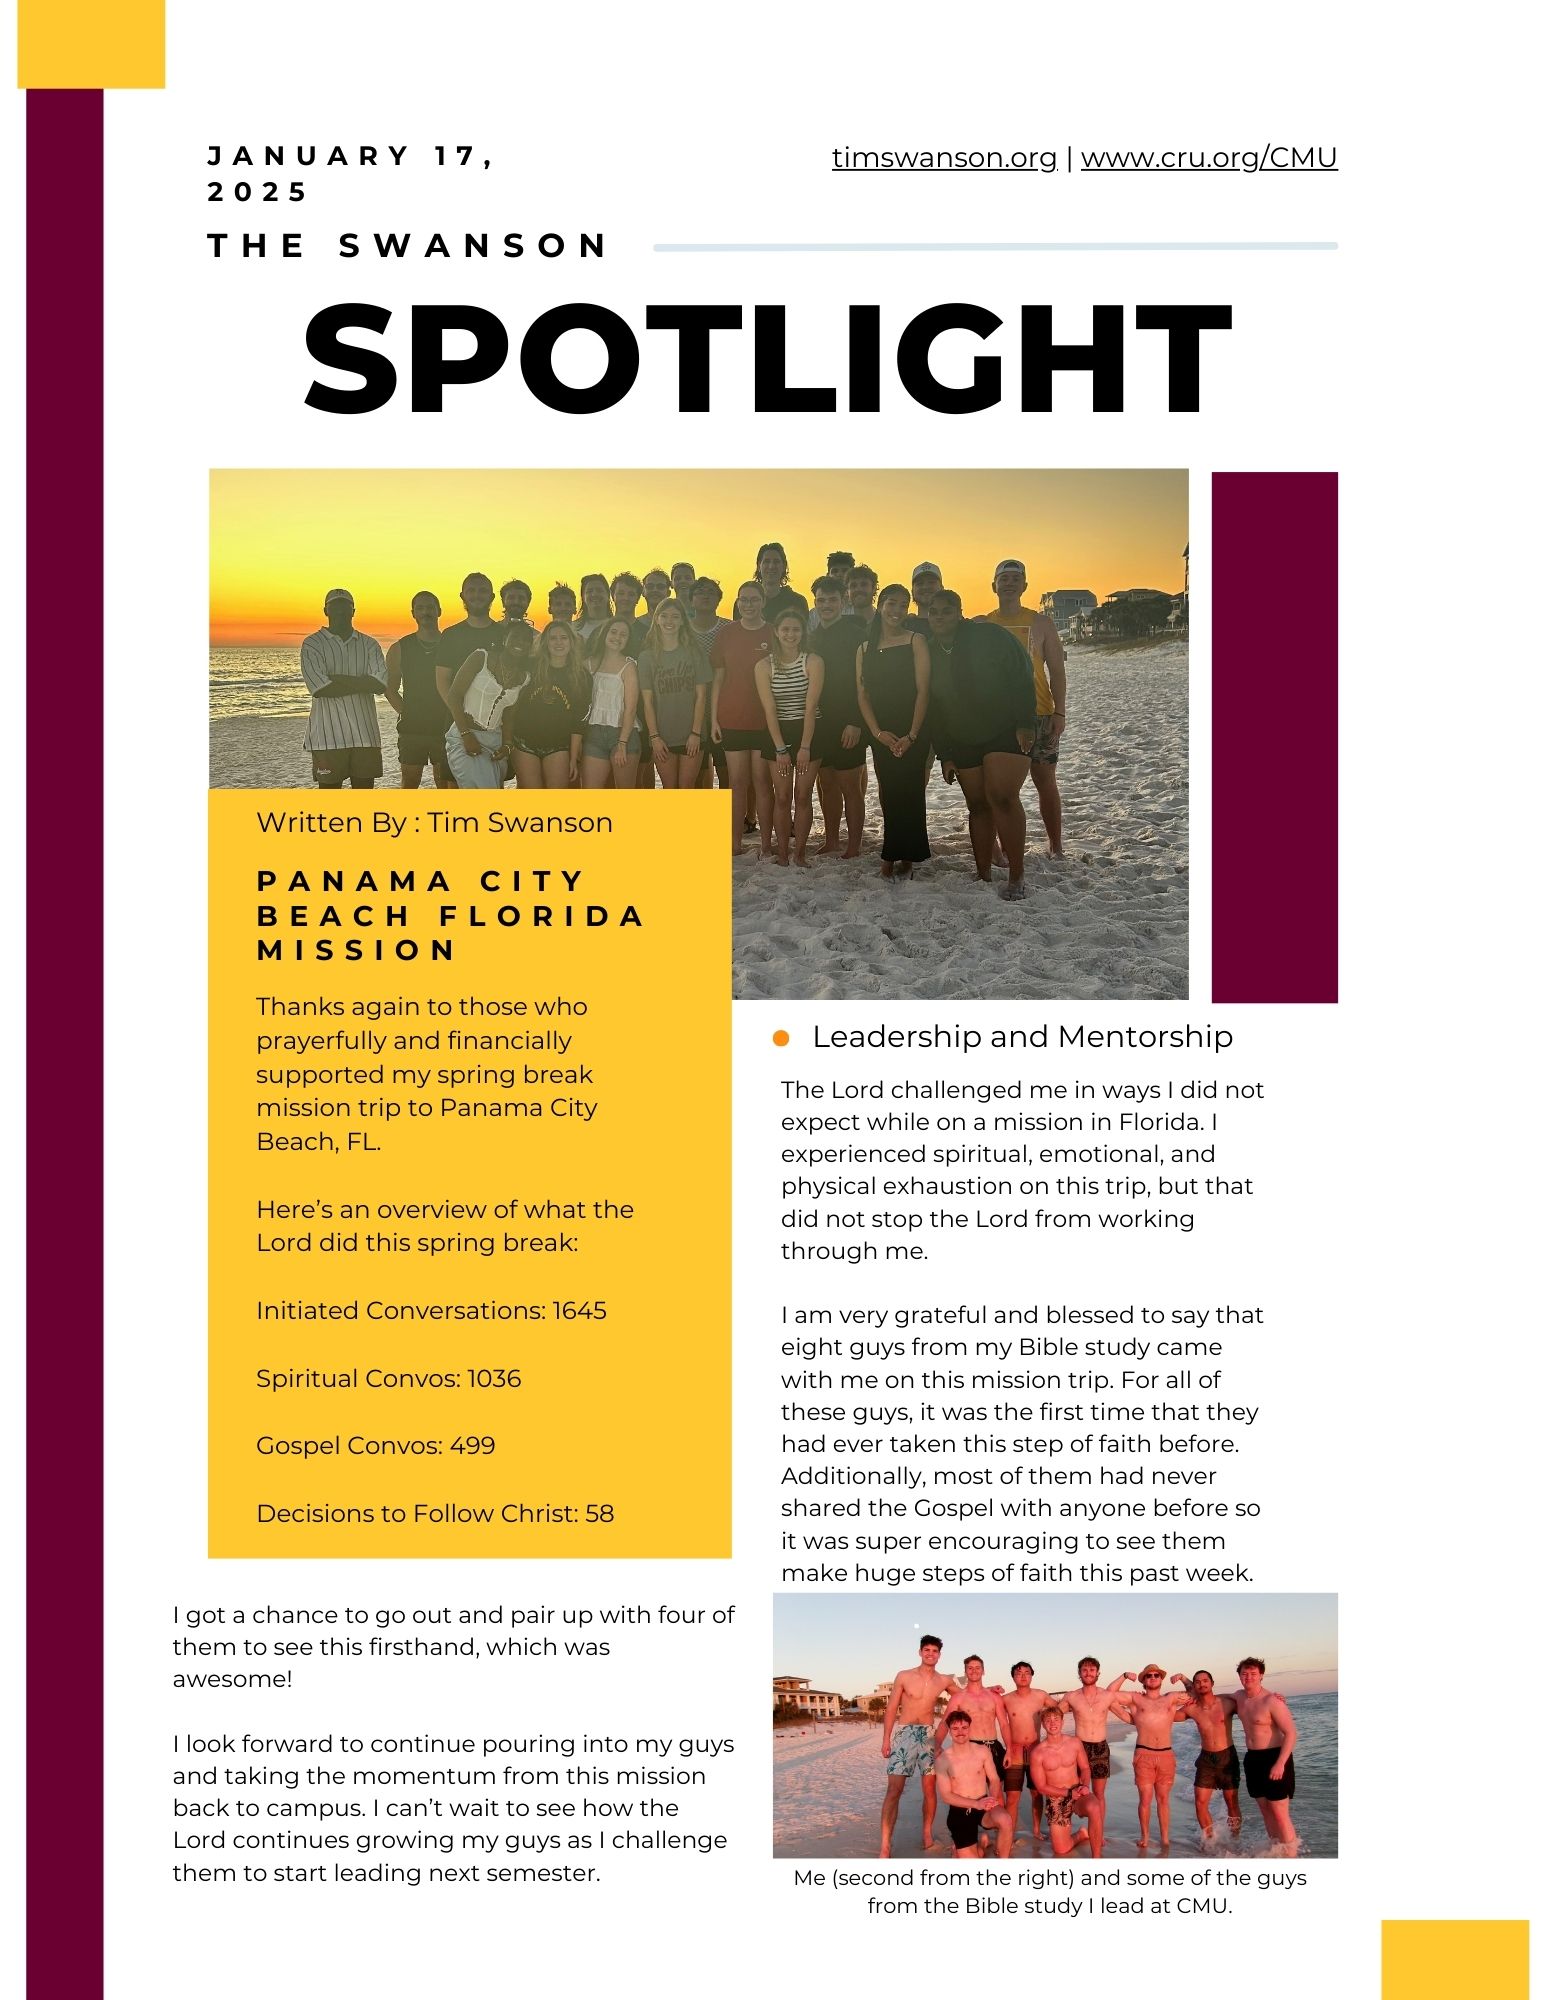 JANUARY 17,
2025
timswanson.org | www.cru.org/CMU
THE SWANSON
SPOTLIGHT
Fire Up
CHIPS!
Written By : Tim Swanson
PANAMA CITY
BEACH FLORIDA
MISSION
Thanks again to those who
prayerfully and financially
supported my spring break
mission trip to Panama City
Beach, FL.
Here’s an overview of what the
Lord did this spring break:
Initiated Conversations: 1645
Spiritual Convos: 1036
Gospel Convos: 499
Decisions to Follow Christ: 58
Leadership and Mentorship
The Lord challenged me in ways I did not
expect while on a mission in Florida. I
experienced spiritual, emotional, and
physical exhaustion on this trip, but that
did not stop the Lord from working
through me.
I am very grateful and blessed to say that
eight guys from my Bible study came
with me on this mission trip. For all of
these guys, it was the first time that they
had ever taken this step of faith before.
Additionally, most of them had never
shared the Gospel with anyone before so
it was super encouraging to see them
make huge steps of faith this past week.
I got a chance to go out and pair up with four of
them to see this firsthand, which was
awesome!
I look forward to continue pouring into my guys
and taking the momentum from this mission
back to campus. I can’t wait to see how the
Lord continues growing my guys as I challenge
them to start leading next semester.
Me (second from the right) and some of the guys
from the Bible study I lead at CMU.